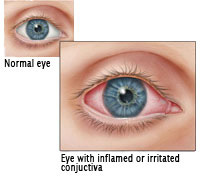 Normal eye
Eye with inflamed or irritated
conjuctiva